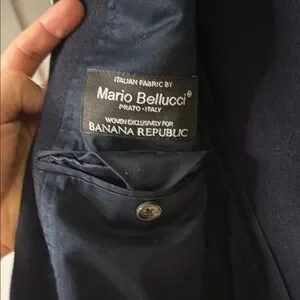 ITALIAN FABRIC BY
Mario Bellucci®
PRATO - ITALY
WOVEN EXCLUSIVELY FOR
BANANA REPUBLIC